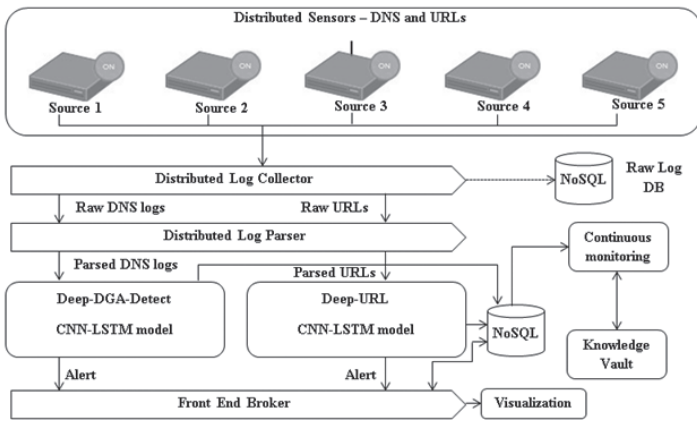 Distributed Sensors – DNS and URLs
ON
ON
ON
ON
ON
Source 1
Source 2
Source 3
Source 4
Source 5
Distributed Log Collector
NoSQL
Raw Log
DB
Raw DNS logs
Raw URLs
Distributed Log Parser
Continuous
monitoring
Parsed DNS logs
Parsed URLs
Deep-DGA-Detect
CNN-LSTM model
Deep-URL
CNN-LSTM model
NoSQL
Knowledge
Vault
Alert
Alert
Front End Broker
Visualization